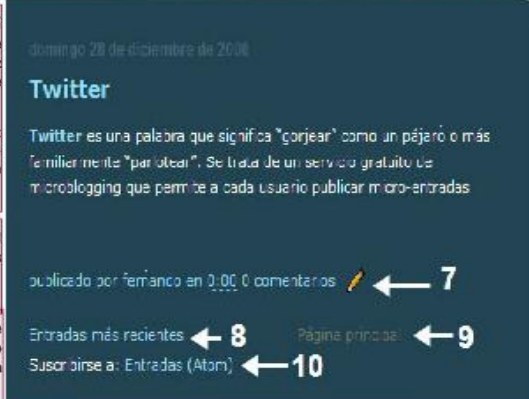 domingo 28 de diciembre de 2008
Twitter
Twitter es una palabra que significa "gorjear" como un pájaro o más
familiarmente "parlotear". Se trata de un servicio gratuito de
microblogging que permite a cada usuario publicar micro-entradas
publicado por fernando en 0:00 0 comentarios 7
Entradas más recientes 8 Página principal 9
Suscribirse a: Entradas (Atom) 10